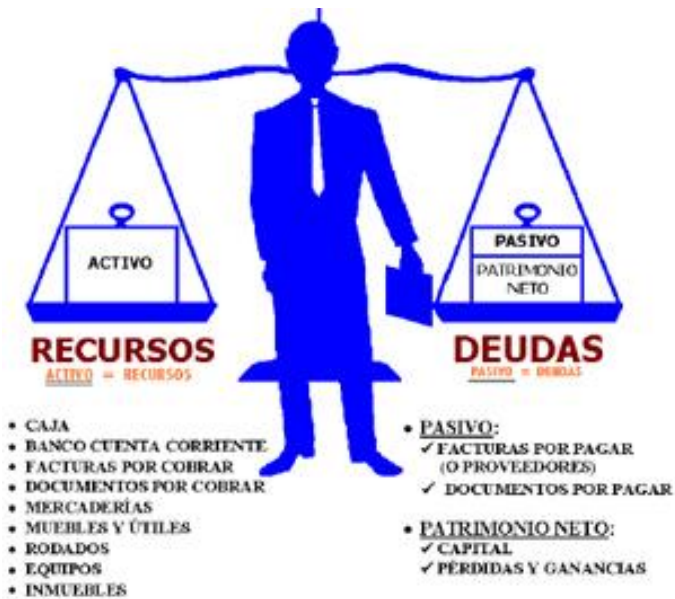 ACTIVO
PASIVO
PATRIMONIO
NETO
RECURSOS
ACTIVO = RECURSOS
DEUDAS
PASIVO = DEUDAS
• CAJA
• BANCO CUENTA CORRIENTE
• FACTURAS POR COBRAR
• DOCUMENTOS POR COBRAR
• MERCADERÍAS
• MUEBLES Y ÚTILES
• RODADOS
• EQUIPOS
• INMUEBLES
• PASIVO:
✓ FACTURAS POR PAGAR
(O PROVEEDORES)
✓ DOCUMENTOS POR PAGAR
• PATRIMONIO NETO:
✓ CAPITAL
✓ PÉRDIDAS Y GANANCIAS